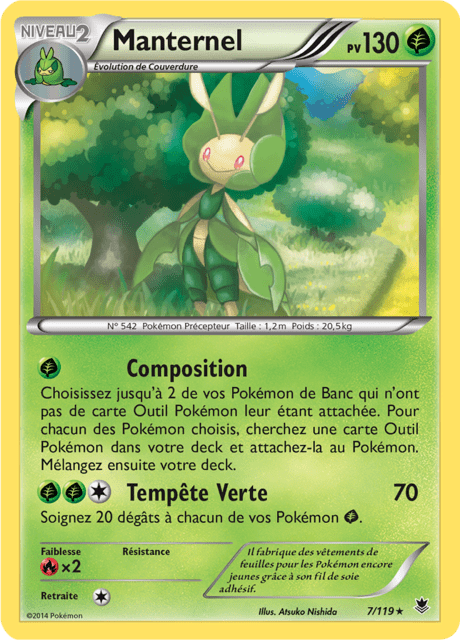 NIVEAU2 Manternel PV130
Évolution de Couverdure
N° 542 Pokémon Précepteur Taille : 1,2m Poids : 20,5kg
Composition
Choisissez jusqu'à 2 de vos Pokémon de Banc qui n'ont
pas de carte Outil Pokémon leur étant attachée. Pour
chacun des Pokémon choisis, cherchez une carte Outil
Pokémon dans votre deck et attachez-la au Pokémon.
Mélangez ensuite votre deck.
Tempête Verte 70
Soignez 20 dégâts à chacun de vos Pokémon .
Faiblesse Résistance
×2
Retraite
Il fabrique des vêtements de
feuilles pour les Pokémon encore
jeunes grâce à son fil de soie
adhésif.
©2014 Pokémon Illus. Atsuko Nishida 7/119★